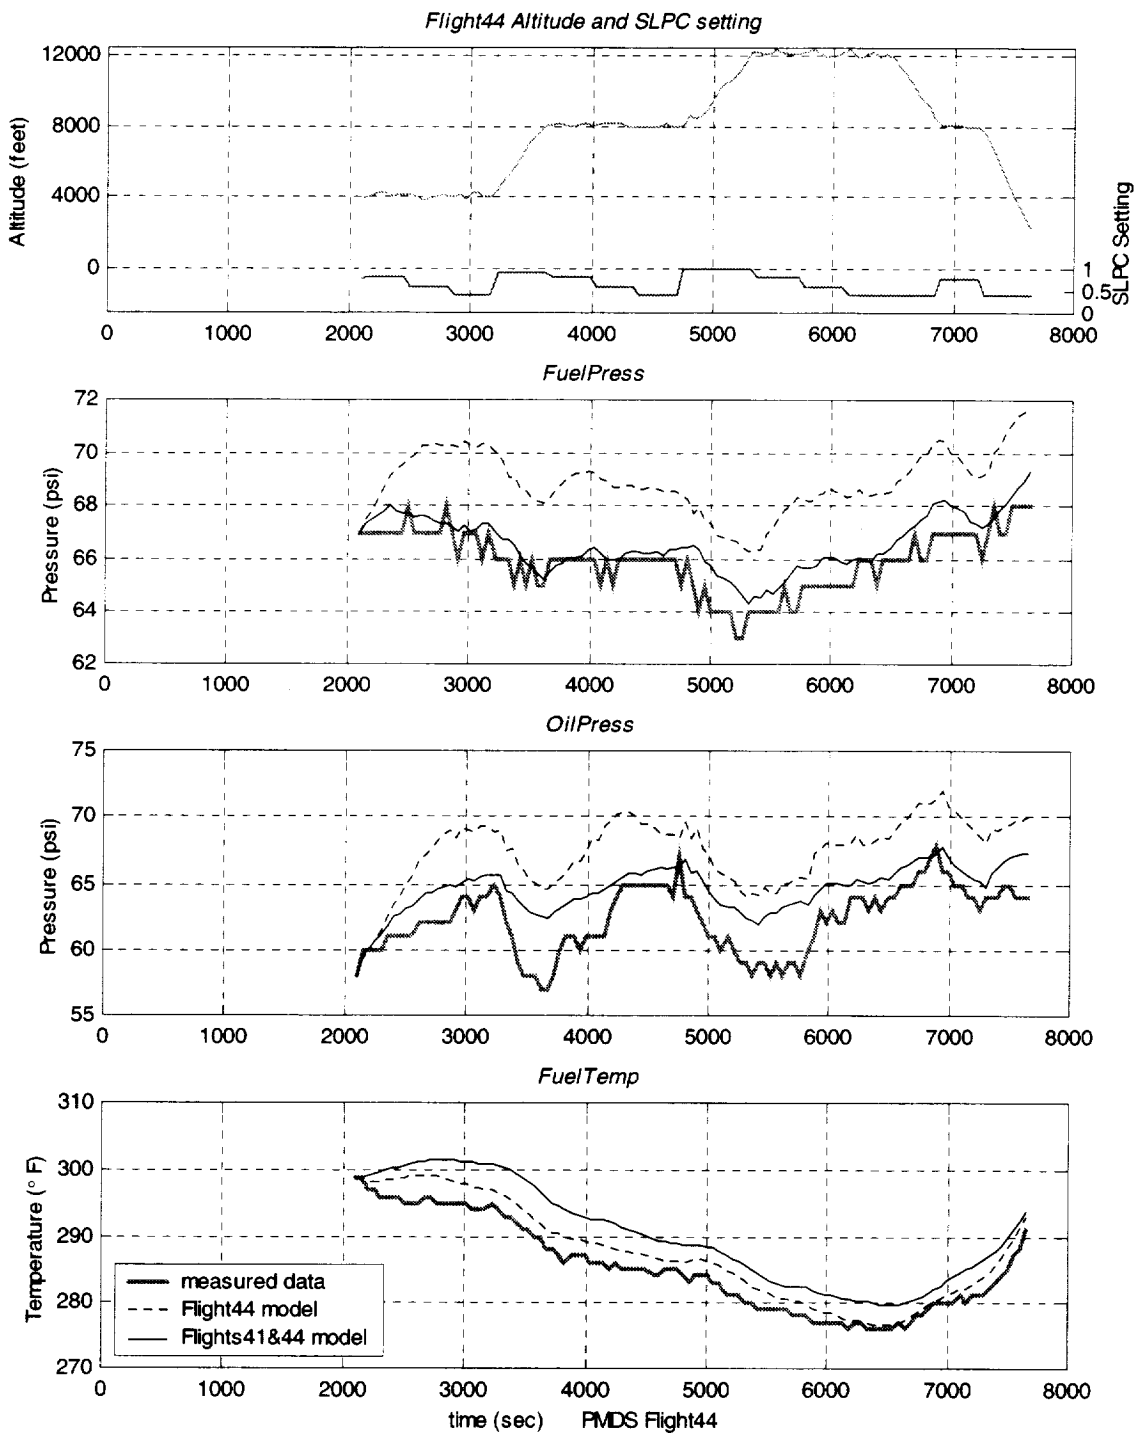 Flight44 Altitude and SLPC setting
12000
8000
4000
0
Altitude (feet)
1
0.5
0
SLPC Setting
0 1000 2000 3000 4000 5000 6000 7000 8000
FuelPress
72
70
68
66
64
62
Pressure (psi)
0 1000 2000 3000 4000 5000 6000 7000 8000
OilPress
75
70
65
60
55
Pressure (psi)
0 1000 2000 3000 4000 5000 6000 7000 8000
FuelTemp
310
300
290
280
270
Temperature (° F)
measured data
Flight44 model
Flights41&44 model
0 1000 2000 3000 4000 5000 6000 7000 8000
time (sec) PMDS Flight44